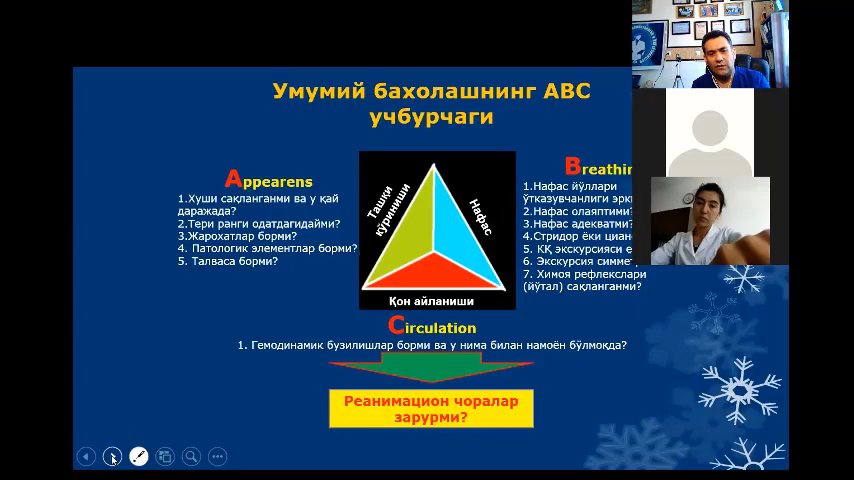 Умумий бахолашнинг АВС
учбурчаги
Appearens
1.Хуши сақланганми ва у қай
даражада?
2.Тери ранги одатдагидайми?
3.Жарохатлар борми?
4. Патологик элементлар борми?
5. Талваса борми?
Ташқи
кўриниши
Нафас
Қон айланиши
1.Нафас йўллари
ўтказувчанлиги
2.Нафас олаяптими?
3.Нафас адекватми?
4.Стридор ёки
5. КҚ экскурсияси
6. Экскурсия
7. Химоя рефлекслари
(йўтал) сақланганми?
Circulation
1. Гемодинамик бузилишлар борми ва у нима билан намоён бўлмоқда?
Реанимацион чоралар
зарурми?